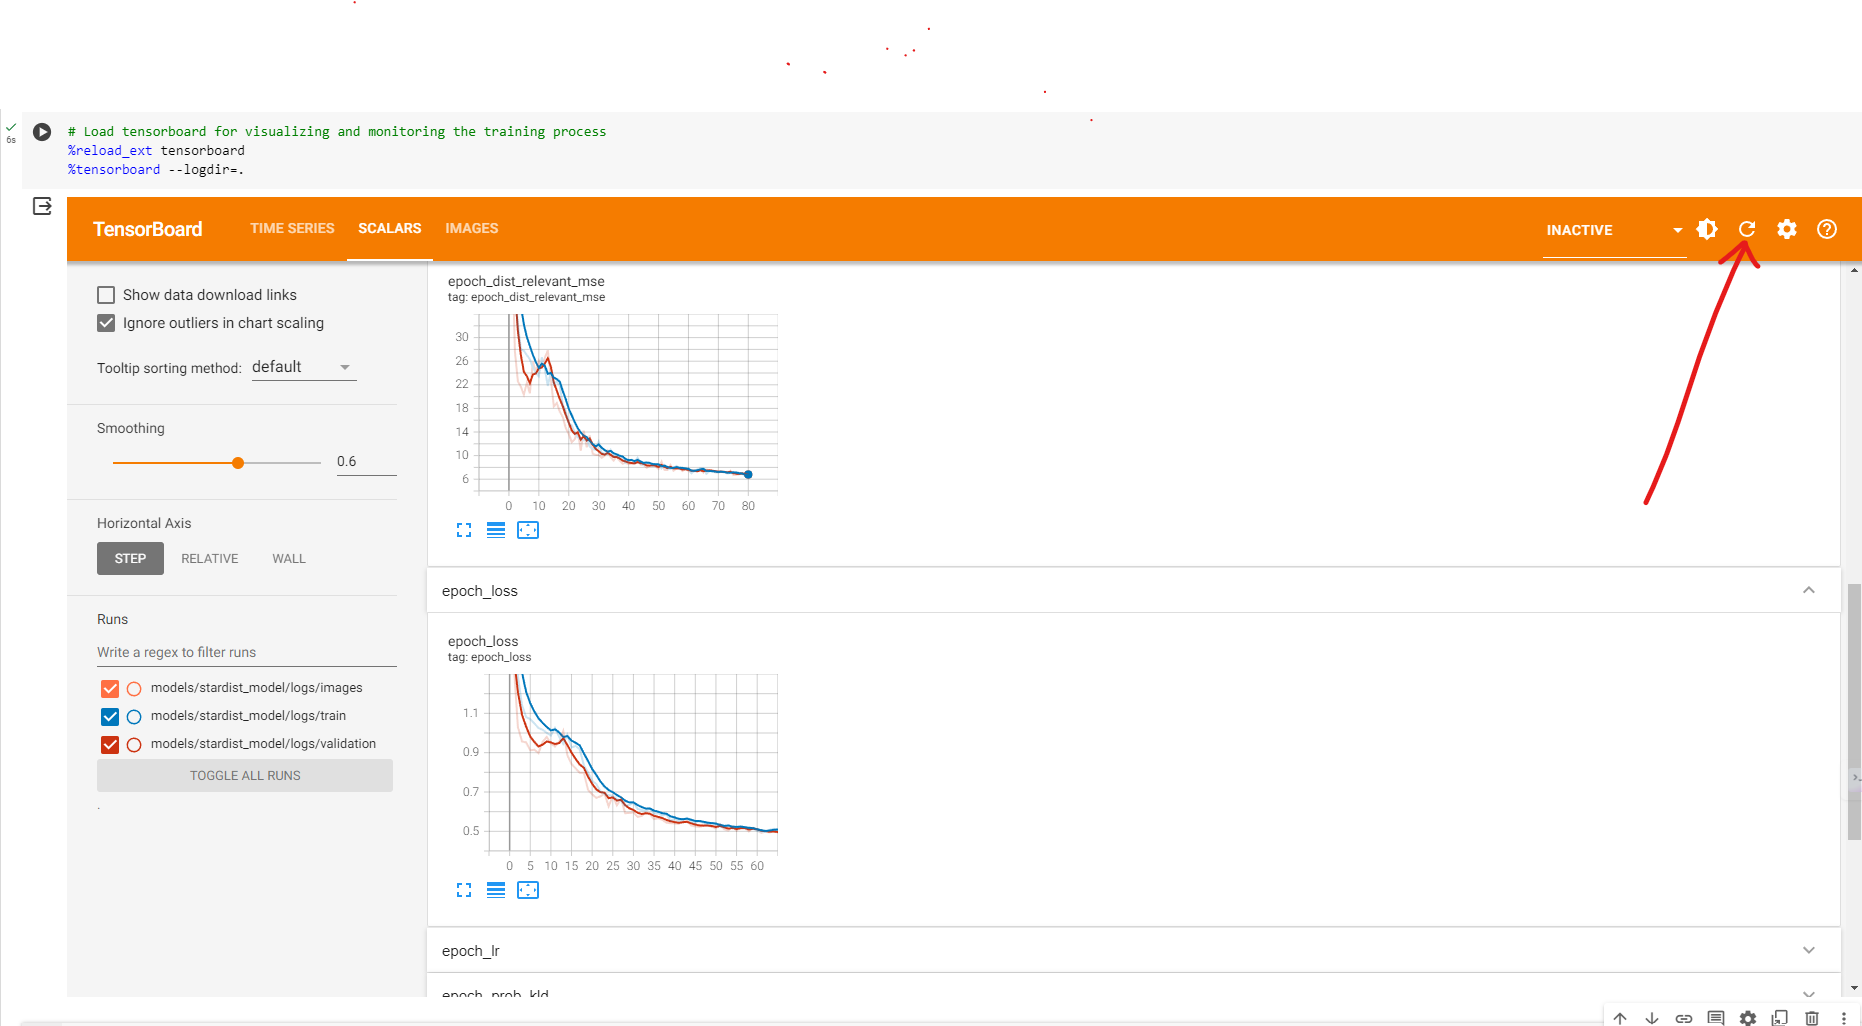 6s
# Load tensorboard for visualizing and monitoring the training process
%reload_ext tensorboard
%tensorboard --logdir=.
TensorBoard
TIME SERIES
SCALARS
IMAGES
INACTIVE
Show data download links
Ignore outliers in chart scaling
Tooltip sorting method: default
Smoothing
0.6
Horizontal Axis
STEP RELATIVE WALL
Runs
Write a regex to filter runs
models/stardist_model/logs/images
models/stardist_model/logs/train
models/stardist_model/logs/validation
TOGGLE ALL RUNS
.
epoch_dist_relevant_mse
tag: epoch_dist_relevant_mse
30
26
22
18
14
10
6
0 10 20 30 40 50 60 70 80
epoch_loss
epoch_loss
tag: epoch_loss
1.1
0.9
0.7
0.5
0 5 10 15 20 25 30 35 40 45 50 55 60
epoch_lr
epoch_prob_kld